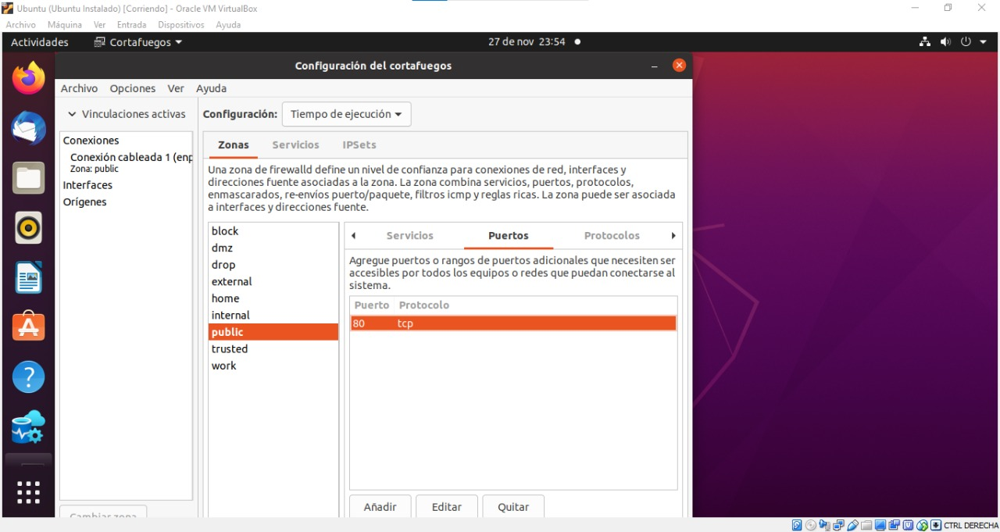 Ubuntu (Ubuntu Instalado) [Corriendo] - Oracle VM VirtualBox
Archivo Máquina Ver Entrada Dispositivos Ayuda
Actividades Cortafuegos 27 de nov 23:54
Configuración del cortafuegos
Archivo Opciones Ver Ayuda
Vinculaciones activas
Configuración: Tiempo de ejecución
Conexiones
Conexión cableada 1 (enp
Zona: public
Interfaces
Orígenes
Zonas Servicios IPSets
Una zona de firewalld define un nivel de confianza para conexiones de red, interfaces y
direcciones fuente asociadas a la zona. La zona combina servicios, puertos, protocolos,
enmascarados, re-envíos puerto/paquete, filtros icmp y reglas ricas. La zona puede ser asociada
a interfaces y direcciones fuente.
block
dmz
drop
external
home
internal
public
trusted
work
Servicios Puertos Protocolos
Agregue puertos o rangos de puertos adicionales que necesiten ser
accesibles por todos los equipos o redes que puedan conectarse al
sistema.
Puerto Protocolo
80 tcp
Añadir Editar Quitar
Cambiar zona
CTRL DERECHA